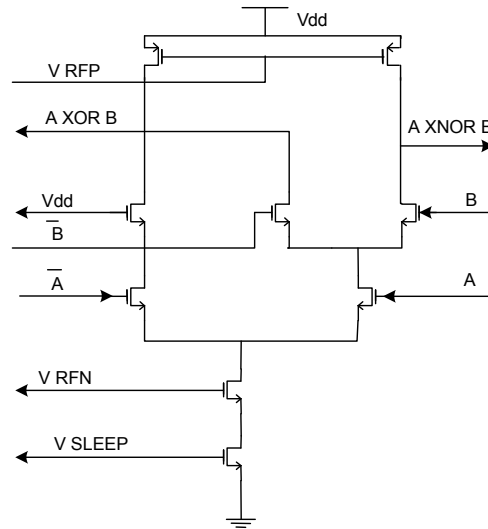 Vdd
V RFP
A XOR B
A XNOR B
Vdd
B
B̅
A̅
A
V RFN
V SLEEP